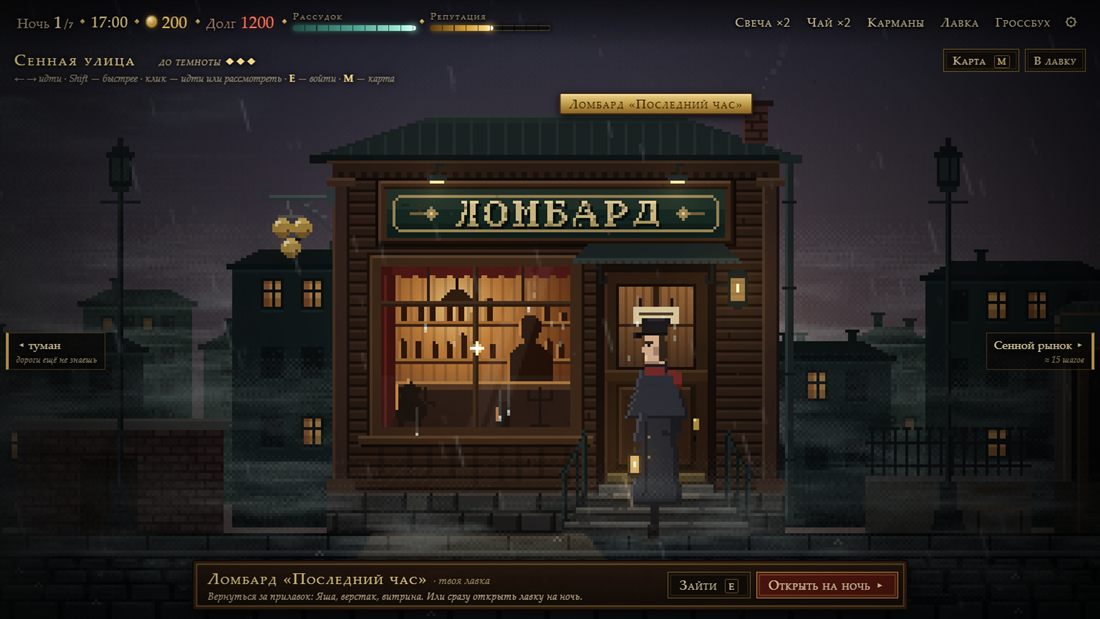 Ночь 1/7 ◆ 17:00 ◆ 200 ◆ Долг 1200 ◆ Рассудок ◆ Репутация
Свеча ×2 Чай ×2 Карманы Лавка Гроссбух
Сенная улица до темноты ◆◆◆
←→ идти · Shift — быстрее · клик — идти или рассмотреть · E — войти · M — карта
Карта M В лавку
Ломбард «Последний час»
ЛОМБАРД
◂ туман
дороги ещё не знаешь
Сенной рынок ▸
≈ 15 шагов
Ломбард «Последний час» · твоя лавка
Вернуться за прилавок: Яша, верстак, витрина. Или сразу открыть лавку на ночь.
Зайти E Открыть на ночь ▸